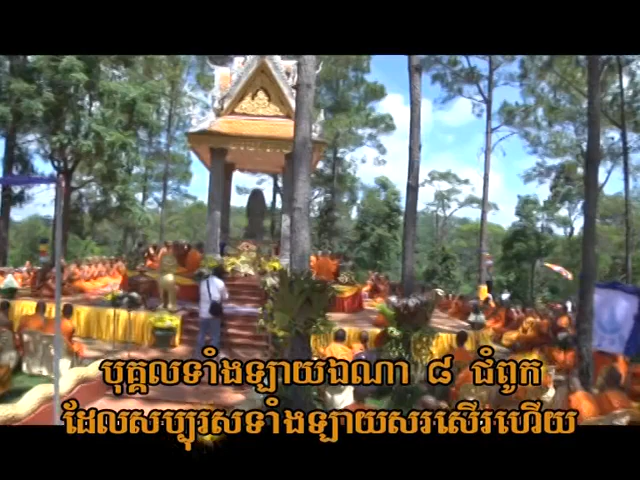 បុគ្គលទាំងឡាយឯណា ៨ ជំពូក
ដែលសប្បុរសទាំងឡាយសរសើរហើយ